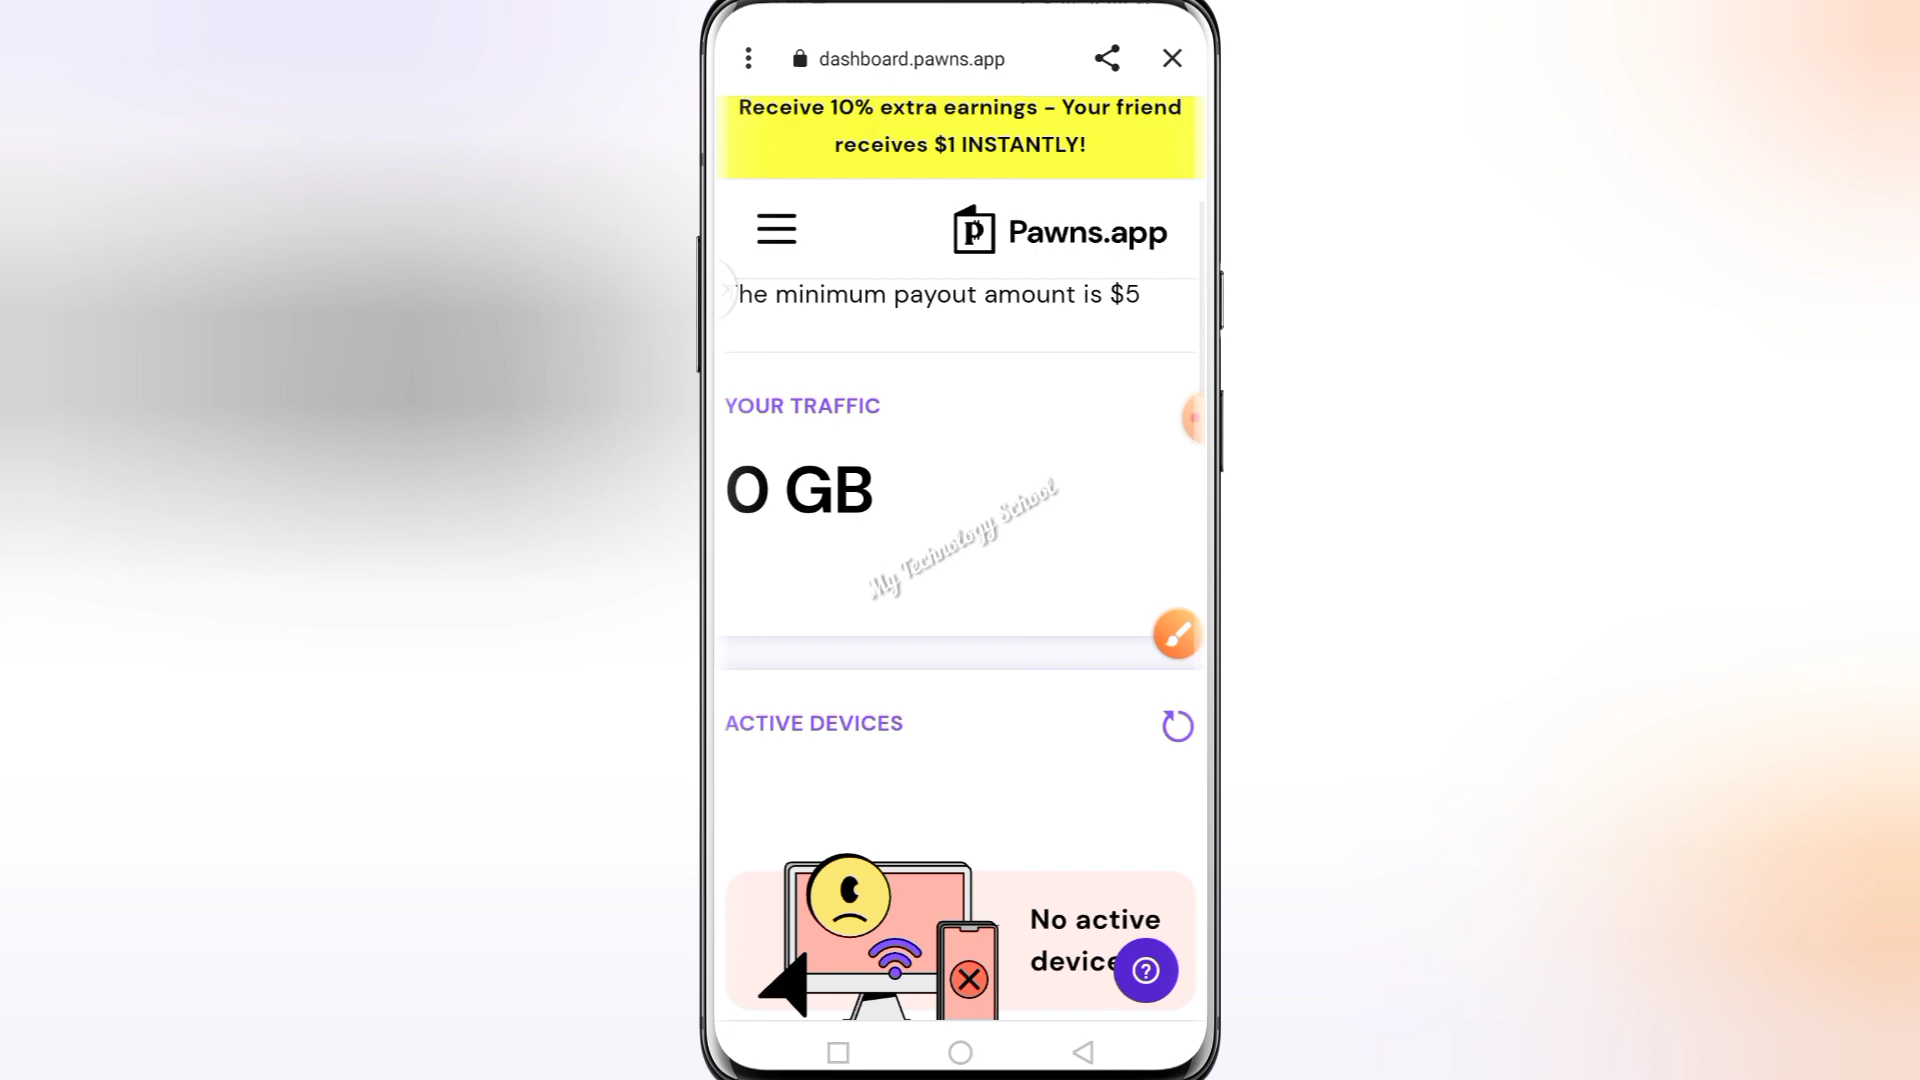 dashboard.pawns.app
Receive 10% extra earnings - Your friend
receives $1 INSTANTLY!
Pawns.app
The minimum payout amount is $5
YOUR TRAFFIC
0 GB
My Technology School
ACTIVE DEVICES
No active
device